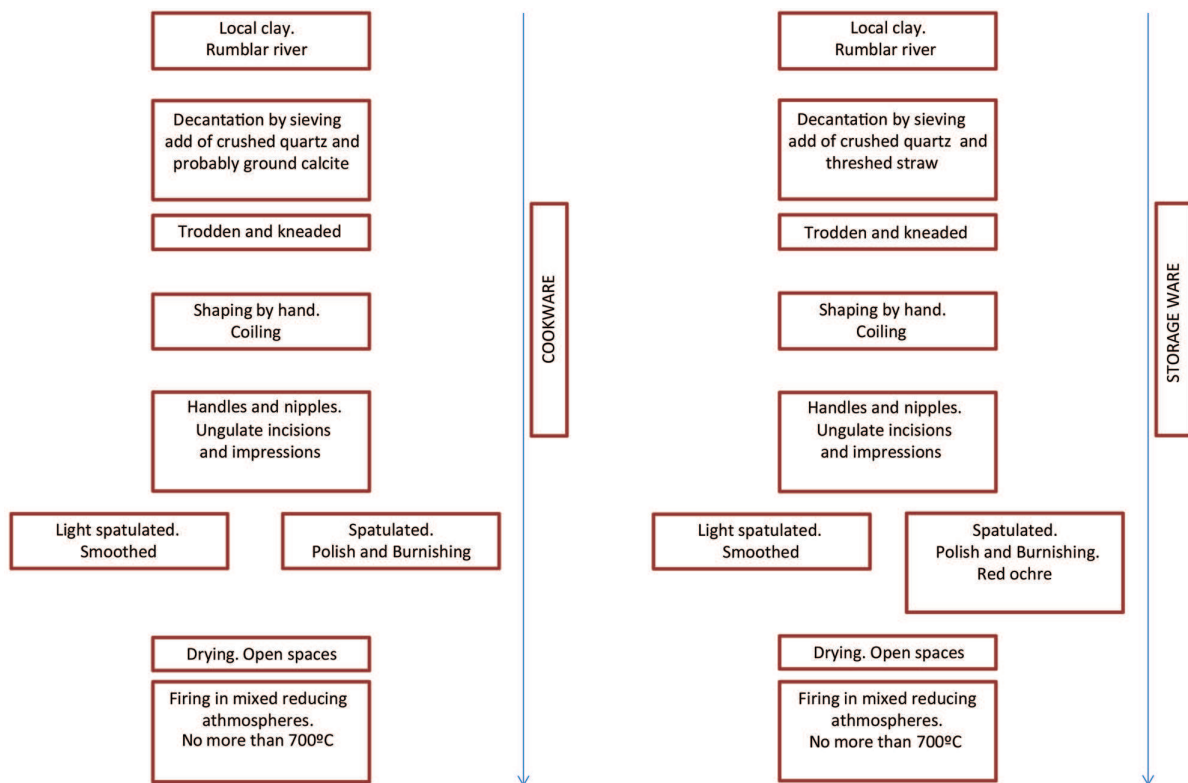 Local clay.
Rumblar river
Decantation by sieving
add of crushed quartz and
probably ground calcite
Trodden and kneaded
Shaping by hand.
Coiling
Handles and nipples.
Ungulate incisions
and impressions
Light spatulated.
Smoothed
Spatulated.
Polish and Burnishing
Drying. Open spaces
Firing in mixed reducing
athmospheres.
No more than 700ºC
COOKWARE
Local clay.
Rumblar river
Decantation by sieving
add of crushed quartz and
threshed straw
Trodden and kneaded
Shaping by hand.
Coiling
Handles and nipples.
Ungulate incisions
and impressions
Light spatulated.
Smoothed
Spatulated.
Polish and Burnishing.
Red ochre
Drying. Open spaces
Firing in mixed reducing
athmospheres.
No more than 700ºC
STORAGE WARE